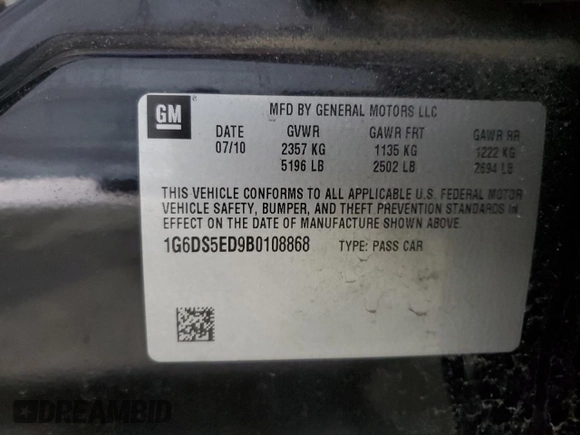 GM
MFD BY GENERAL MOTORS LLC
DATE GVWR GAWR FRT GAWR RR
07/10 2357 KG 1135 KG 1222 KG
5196 LB 2502 LB 2694 LB
THIS VEHICLE CONFORMS TO ALL APPLICABLE U.S. FEDERAL MOTOR
VEHICLE SAFETY, BUMPER, AND THEFT PREVENTION STANDARDS IN
EFFECT ON THE DATE OF MANUFACTURE SHOWN ABOVE.
1G6DS5ED9B0108868 TYPE: PASS CAR
DREAMBID